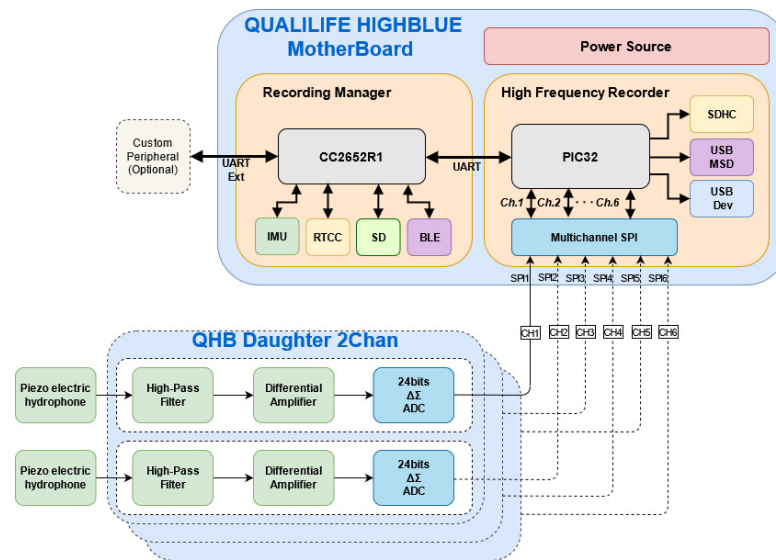 QUALILIFE HIGHBLUE
MotherBoard
Power Source
Recording Manager
High Frequency Recorder
Custom
Peripheral
(Optional)
UART
Ext
CC2652R1
UART
PIC32
SDHC
USB
MSD
USB
Dev
Ch.1
Ch.2
· · ·
Ch.6
IMU
RTCC
SD
BLE
Multichannel SPI
SPI1
SPI2
SPI3
SPI4
SPI5
SPI6
CH1
CH2
CH3
CH4
CH5
CH6
QHB Daughter 2Chan
Piezo electric
hydrophone
High-Pass
Filter
Differential
Amplifier
24bits
ΔΣ
ADC
Piezo electric
hydrophone
High-Pass
Filter
Differential
Amplifier
24bits
ΔΣ
ADC